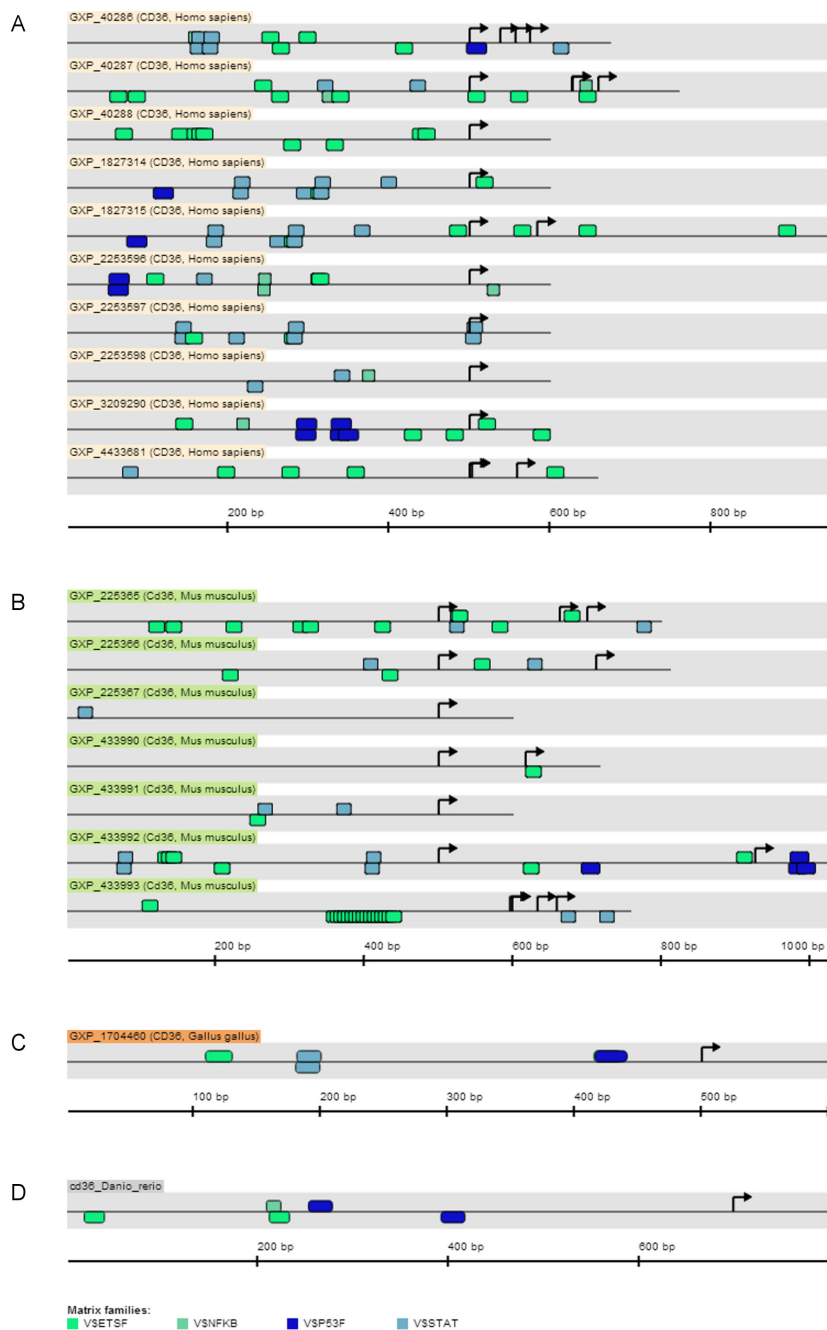 A
GXP_40286 (CD36, Homo sapiens)
GXP_40287 (CD36, Homo sapiens)
GXP_40288 (CD36, Homo sapiens)
GXP_1827314 (CD36, Homo sapiens)
GXP_1827315 (CD36, Homo sapiens)
GXP_2253596 (CD36, Homo sapiens)
GXP_2253597 (CD36, Homo sapiens)
GXP_2253598 (CD36, Homo sapiens)
GXP_3209290 (CD36, Homo sapiens)
GXP_4433681 (CD36, Homo sapiens)
200 bp 400 bp 600 bp 800 bp
B
GXP_225365 (Cd36, Mus musculus)
GXP_225366 (Cd36, Mus musculus)
GXP_225367 (Cd36, Mus musculus)
GXP_433990 (Cd36, Mus musculus)
GXP_433991 (Cd36, Mus musculus)
GXP_433992 (Cd36, Mus musculus)
GXP_433993 (Cd36, Mus musculus)
200 bp 400 bp 600 bp 800 bp 1000 bp
C
GXP_1704460 (CD36, Gallus gallus)
100 bp 200 bp 300 bp 400 bp 500 bp
D
cd36_Danio_rerio
200 bp 400 bp 600 bp
Matrix families:
V$ETSF V$NFKB V$P53F V$STAT